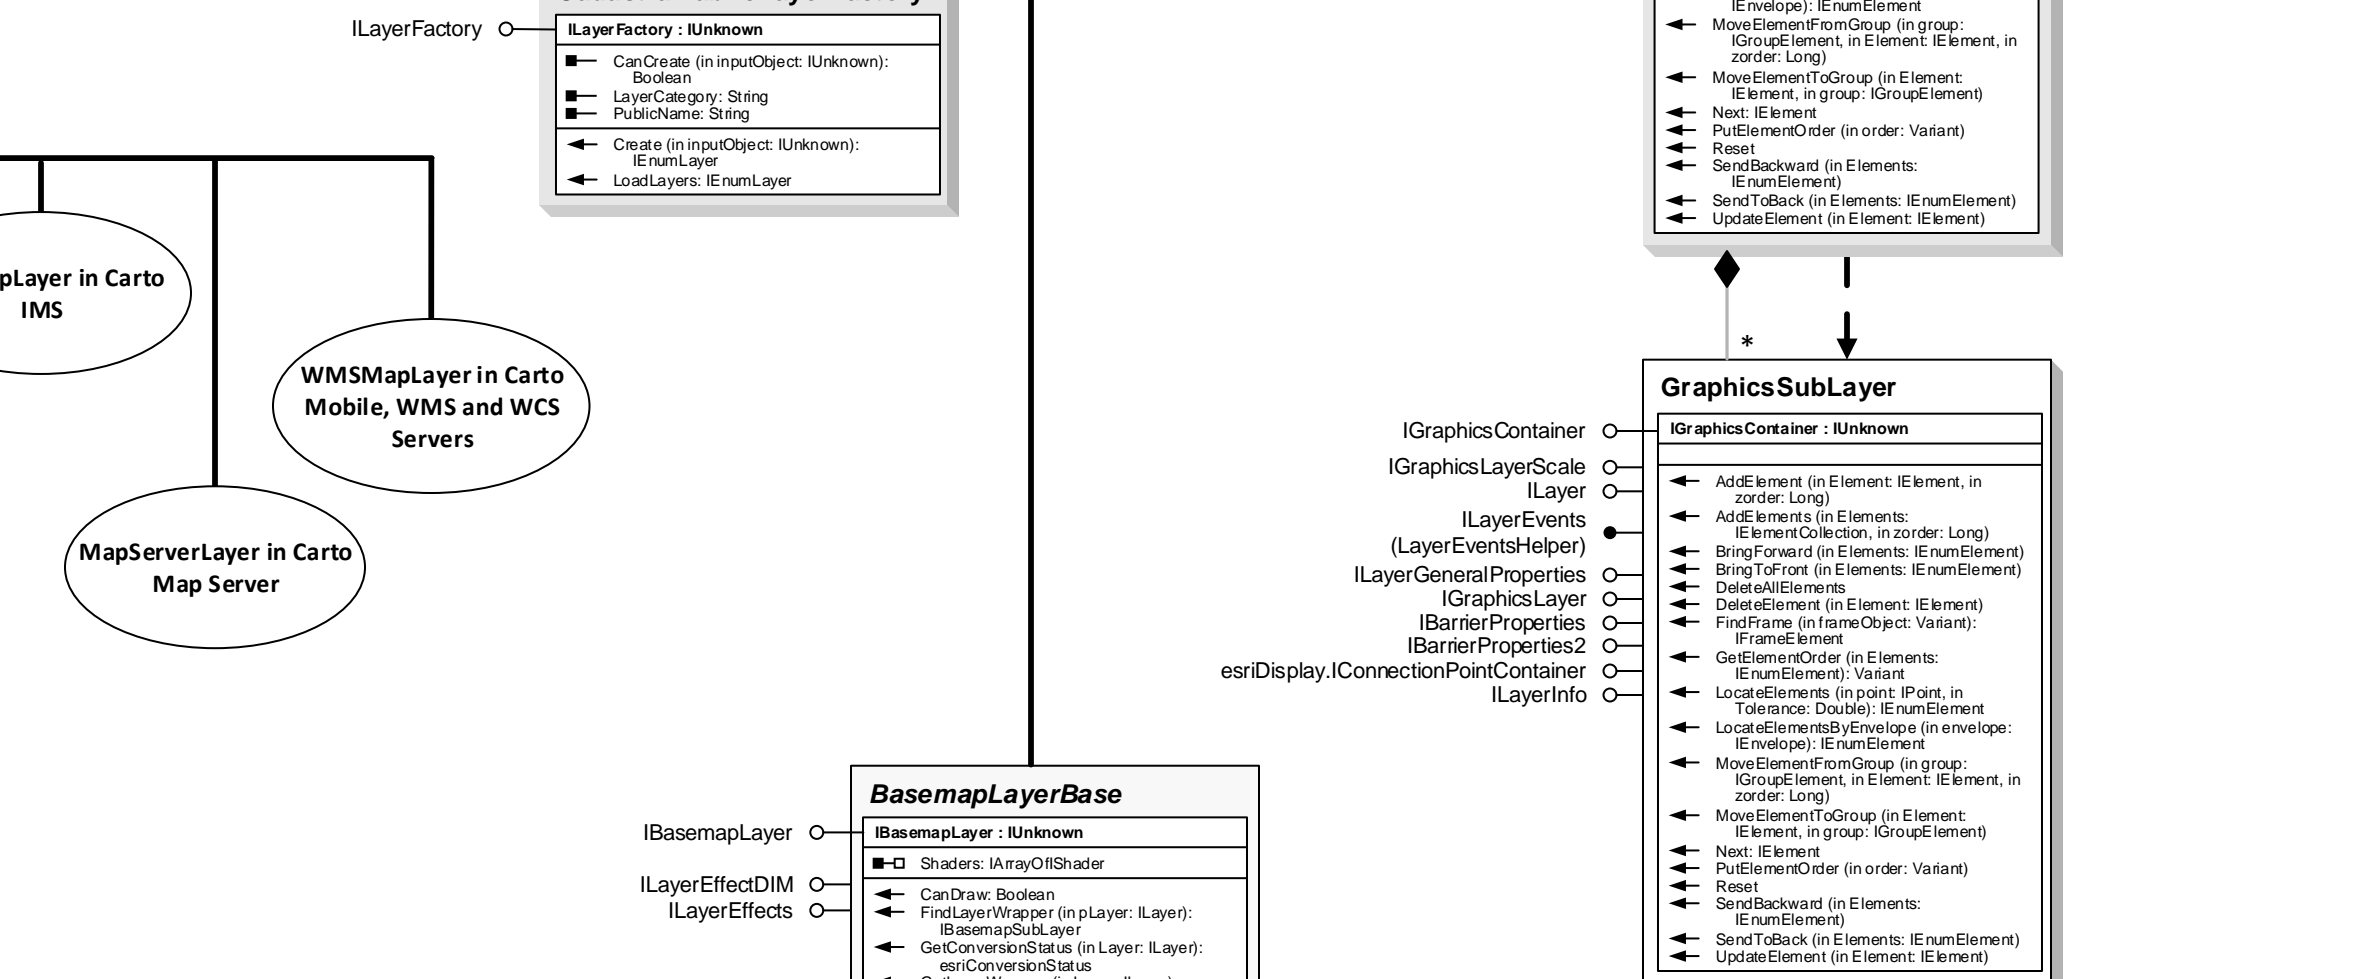 ILayerFactory
ILayerFactory : IUnknown
CanCreate (in inputObject: IUnknown):
Boolean
LayerCategory: String
PublicName: String
Create (in inputObject: IUnknown):
IEnumLayer
LoadLayers: IEnumLayer
IEnvelope): IEnumElement
MoveElementFromGroup (in group:
IGroupElement, in Element: IElement, in
zorder: Long)
MoveElementToGroup (in Element:
IElement, in group: IGroupElement)
Next: IElement
PutElementOrder (in order: Variant)
Reset
SendBackward (in Elements:
IEnumElement)
SendToBack (in Elements: IEnumElement)
UpdateElement (in Element: IElement)
pLayer in Carto
IMS
WMSMapLayer in Carto
Mobile, WMS and WCS
Servers
MapServerLayer in Carto
Map Server
*
GraphicsSubLayer
IGraphicsContainer
IGraphicsLayerScale
ILayer
ILayerEvents
(LayerEventsHelper)
ILayerGeneralProperties
IGraphicsLayer
IBarrierProperties
IBarrierProperties2
esriDisplay.IConnectionPointContainer
ILayerInfo
IGraphicsContainer : IUnknown
AddElement (in Element: IElement, in
zorder: Long)
AddElements (in Elements:
IElementCollection, in zorder: Long)
BringForward (in Elements: IEnumElement)
BringToFront (in Elements: IEnumElement)
DeleteAllElements
DeleteElement (in Element: IElement)
FindFrame (in frameObject: Variant):
IFrameElement
GetElementOrder (in Elements:
IEnumElement): Variant
LocateElements (in point: IPoint, in
Tolerance: Double): IEnumElement
LocateElementsByEnvelope (in envelope:
IEnvelope): IEnumElement
MoveElementFromGroup (in group:
IGroupElement, in Element: IElement, in
zorder: Long)
MoveElementToGroup (in Element:
IElement, in group: IGroupElement)
Next: IElement
PutElementOrder (in order: Variant)
Reset
SendBackward (in Elements:
IEnumElement)
SendToBack (in Elements: IEnumElement)
UpdateElement (in Element: IElement)
BasemapLayerBase
IBasemapLayer
ILayerEffectDIM
ILayerEffects
IBasemapLayer : IUnknown
Shaders: IArrayOfIShader
CanDraw: Boolean
FindLayerWrapper (in pLayer: ILayer):
IBasemapSubLayer
GetConversionStatus (in Layer: ILayer):
esriConversionStatus